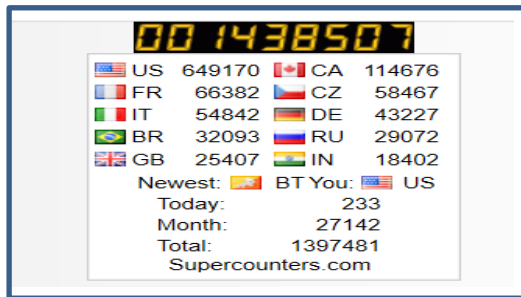 001438507
US 649170 CA 114676
FR 66382 CZ 58467
IT 54842 DE 43227
BR 32093 RU 29072
GB 25407 IN 18402
Newest: BT You: US
Today: 233
Month: 27142
Total: 1397481
Supercounters.com